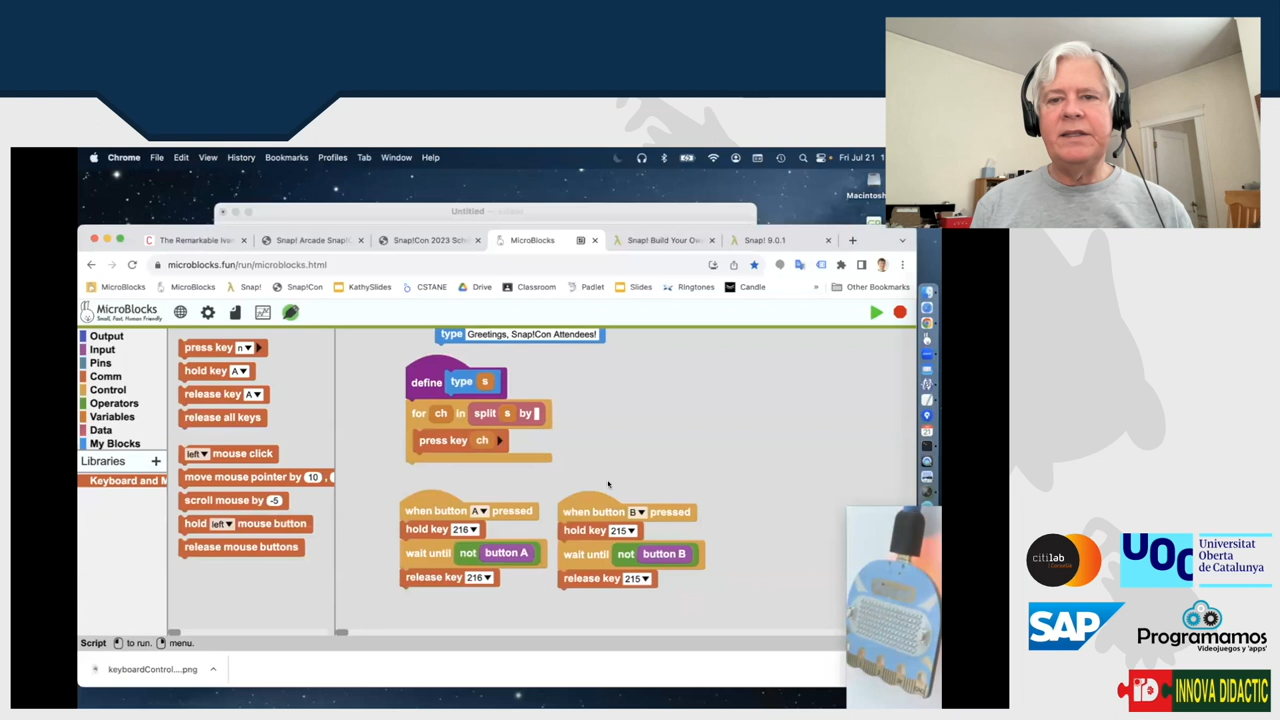 Chrome File Edit View History Bookmarks Profiles Tab Window Help
Fri Jul 21 1
Macintosh
Untitled
The Remarkable Ivan
Snap! Arcade Snap!
Snap!Con 2023 Sch
MicroBlocks
Snap! Build Your Ow
Snap! 9.0.1
microblocks.fun/run/microblocks.html
MicroBlocks MicroBlocks Snap! Snap!Con KathySlides CSTANE Drive Classroom Padlet Slides RIngtones Candle » Other Bookmarks
MicroBlocks
Small, Fast, Human Friendly
Output
Input
Pins
Comm
Control
Operators
Variables
Data
My Blocks
Libraries +
Keyboard and M
press key n
hold key A
release key A
release all keys
left mouse click
move mouse pointer by 10 ,
scroll mouse by -5
hold left mouse button
release mouse buttons
type Greetings, Snap!Con Attendees!
define type s
for ch in split s by
press key ch
when button A pressed
hold key 216
wait until not button A
release key 216
when button B pressed
hold key 215
wait until not button B
release key 215
Script to run. menu.
keyboardControl....png
citilab
UOC
Universitat
Oberta
de Catalunya
SAP
Programamos
Videojuegos y 'apps'
iD INNOVA DIDACTIC